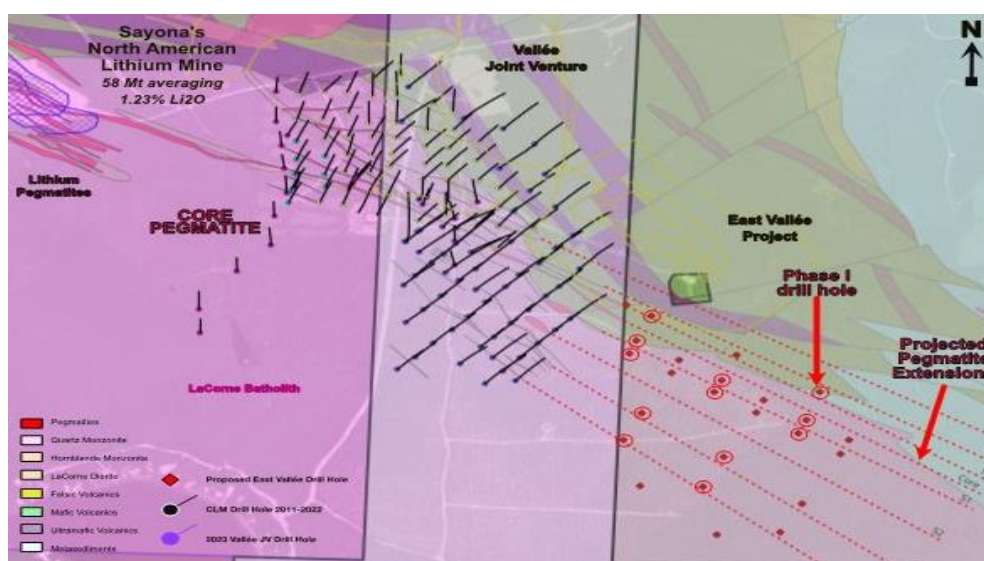 Sayona's
North American
Lithium Mine
58 Mt averaging
1.23% Li2O
Vallée
Joint Venture
N
Lithium
Pegmatites
CORE
PEGMATITE
East Vallée
Project
Phase I
drill hole
Projected
Pegmatite
Extension
LaCorne Batholith
Pegmatites
Quartz Monzonite
Hornblende Monzonite
LaCorne Diorite
Felsic Volcanics
Mafic Volcanics
Ultramafic Volcanics
Metasediments
Proposed East Vallée Drill Hole
CLM Drill Hole 2011-2022
2023 Vallée JV Drill Hole
Core
S1
S2